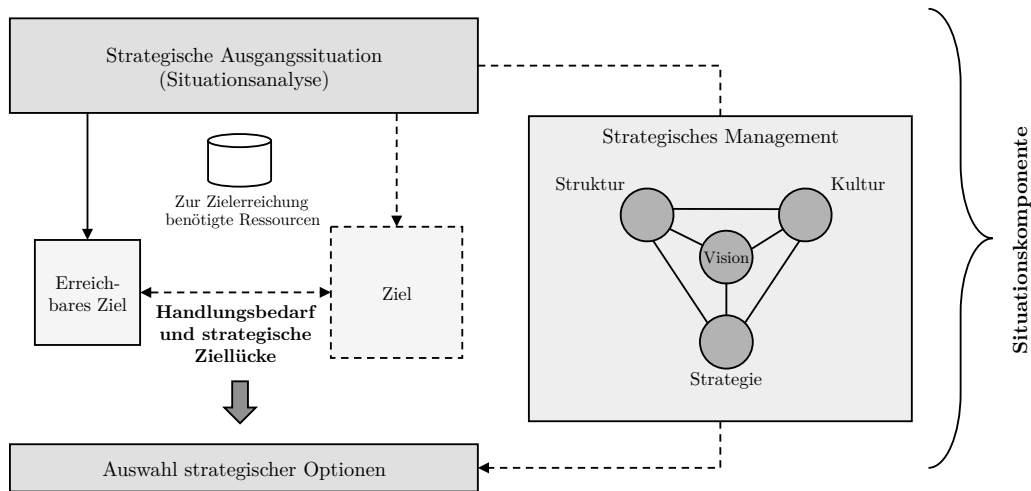 Strategische Ausgangssituation
(Situationsanalyse)
Zur Zielerreichung
benötigte Ressourcen
Erreich-
bares Ziel
Ziel
Handlungsbedarf
und strategische
Ziellücke
Auswahl strategischer Optionen
Strategisches Management
Struktur
Kultur
Vision
Strategie
Situationskomponente